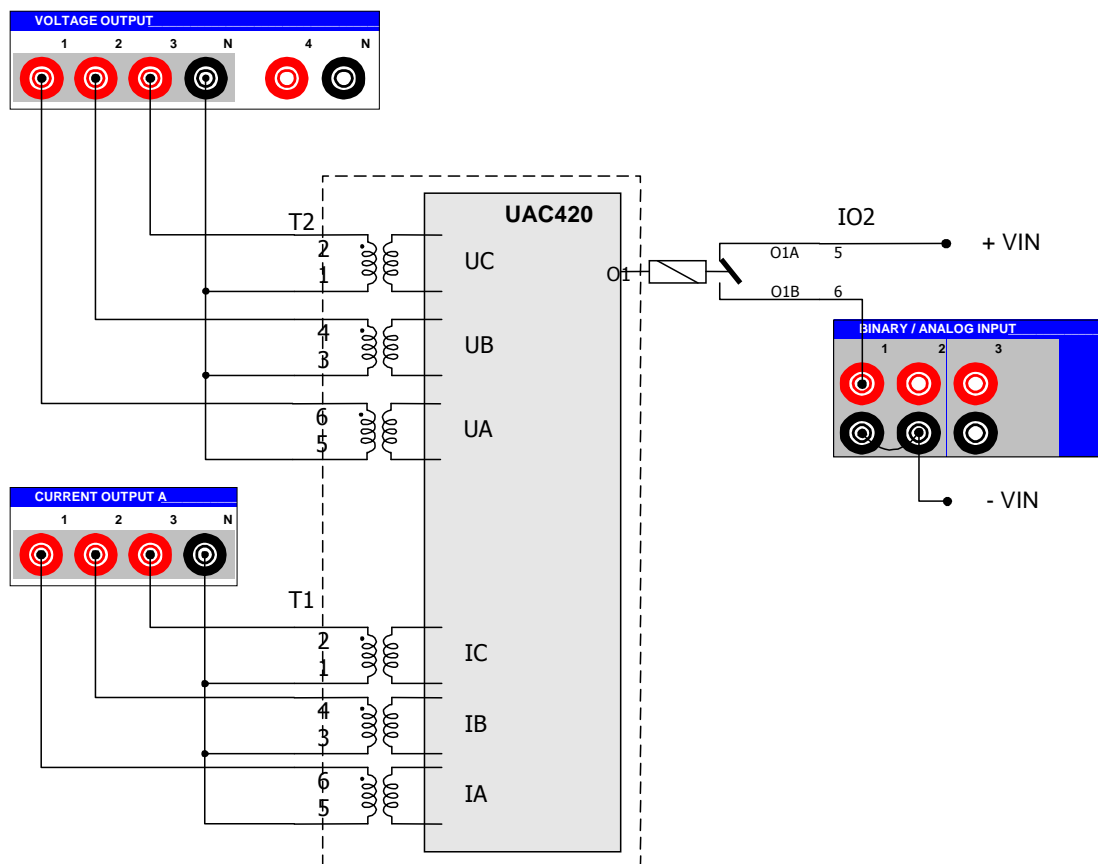 VOLTAGE OUTPUT
1 2 3 N 4 N
UAC420
T2
2
1
UC
4
3
UB
6
5
UA
O1
IO2
O1A 5
+ VIN
O1B 6
BINARY / ANALOG INPUT
1 2 3
- VIN
CURRENT OUTPUT A
1 2 3 N
T1
2
1
IC
4
3
IB
6
5
IA